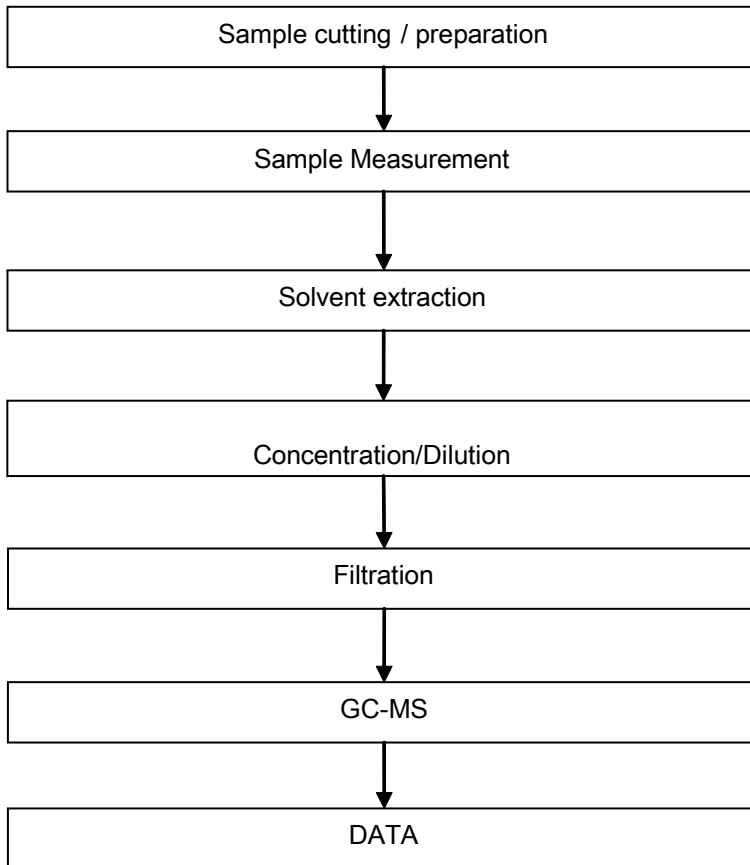 Sample cutting / preparation
Sample Measurement
Solvent extraction
Concentration/Dilution
Filtration
GC-MS
DATA